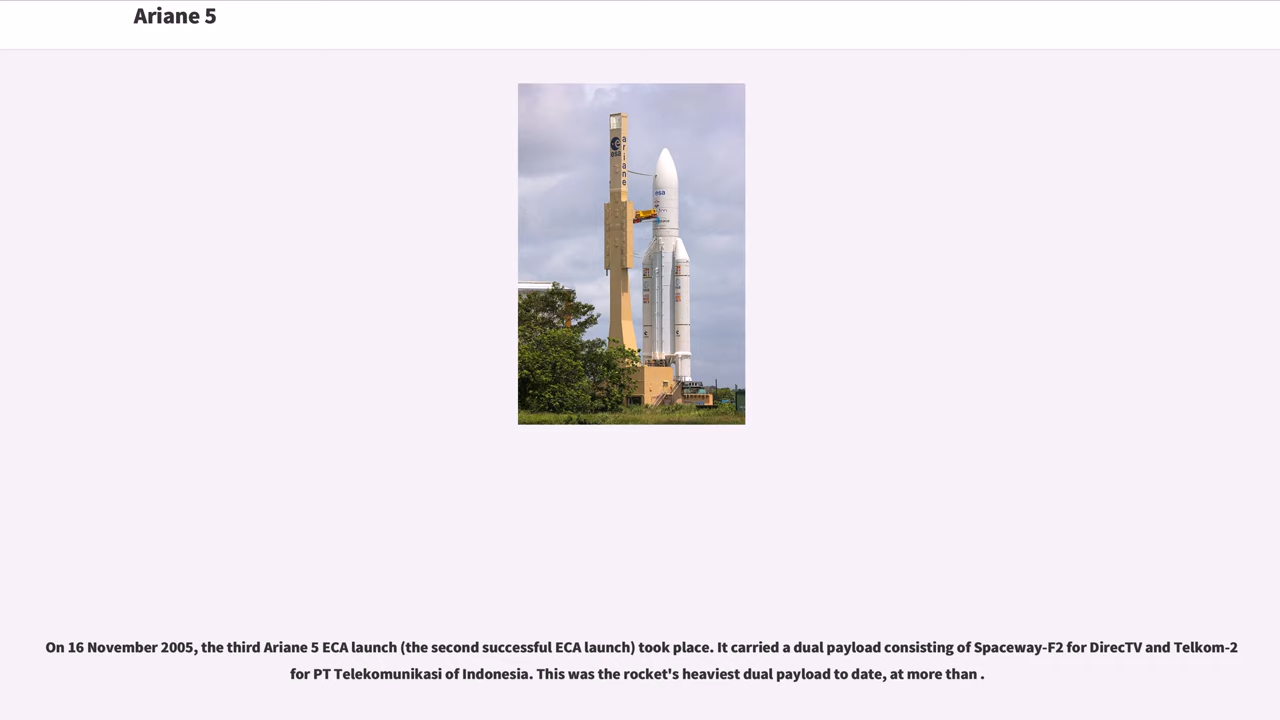 Ariane 5
esa
ariane
esa
On 16 November 2005, the third Ariane 5 ECA launch (the second successful ECA launch) took place. It carried a dual payload consisting of Spaceway-F2 for DirecTV and Telkom-2
for PT Telekomunikasi of Indonesia. This was the rocket's heaviest dual payload to date, at more than .